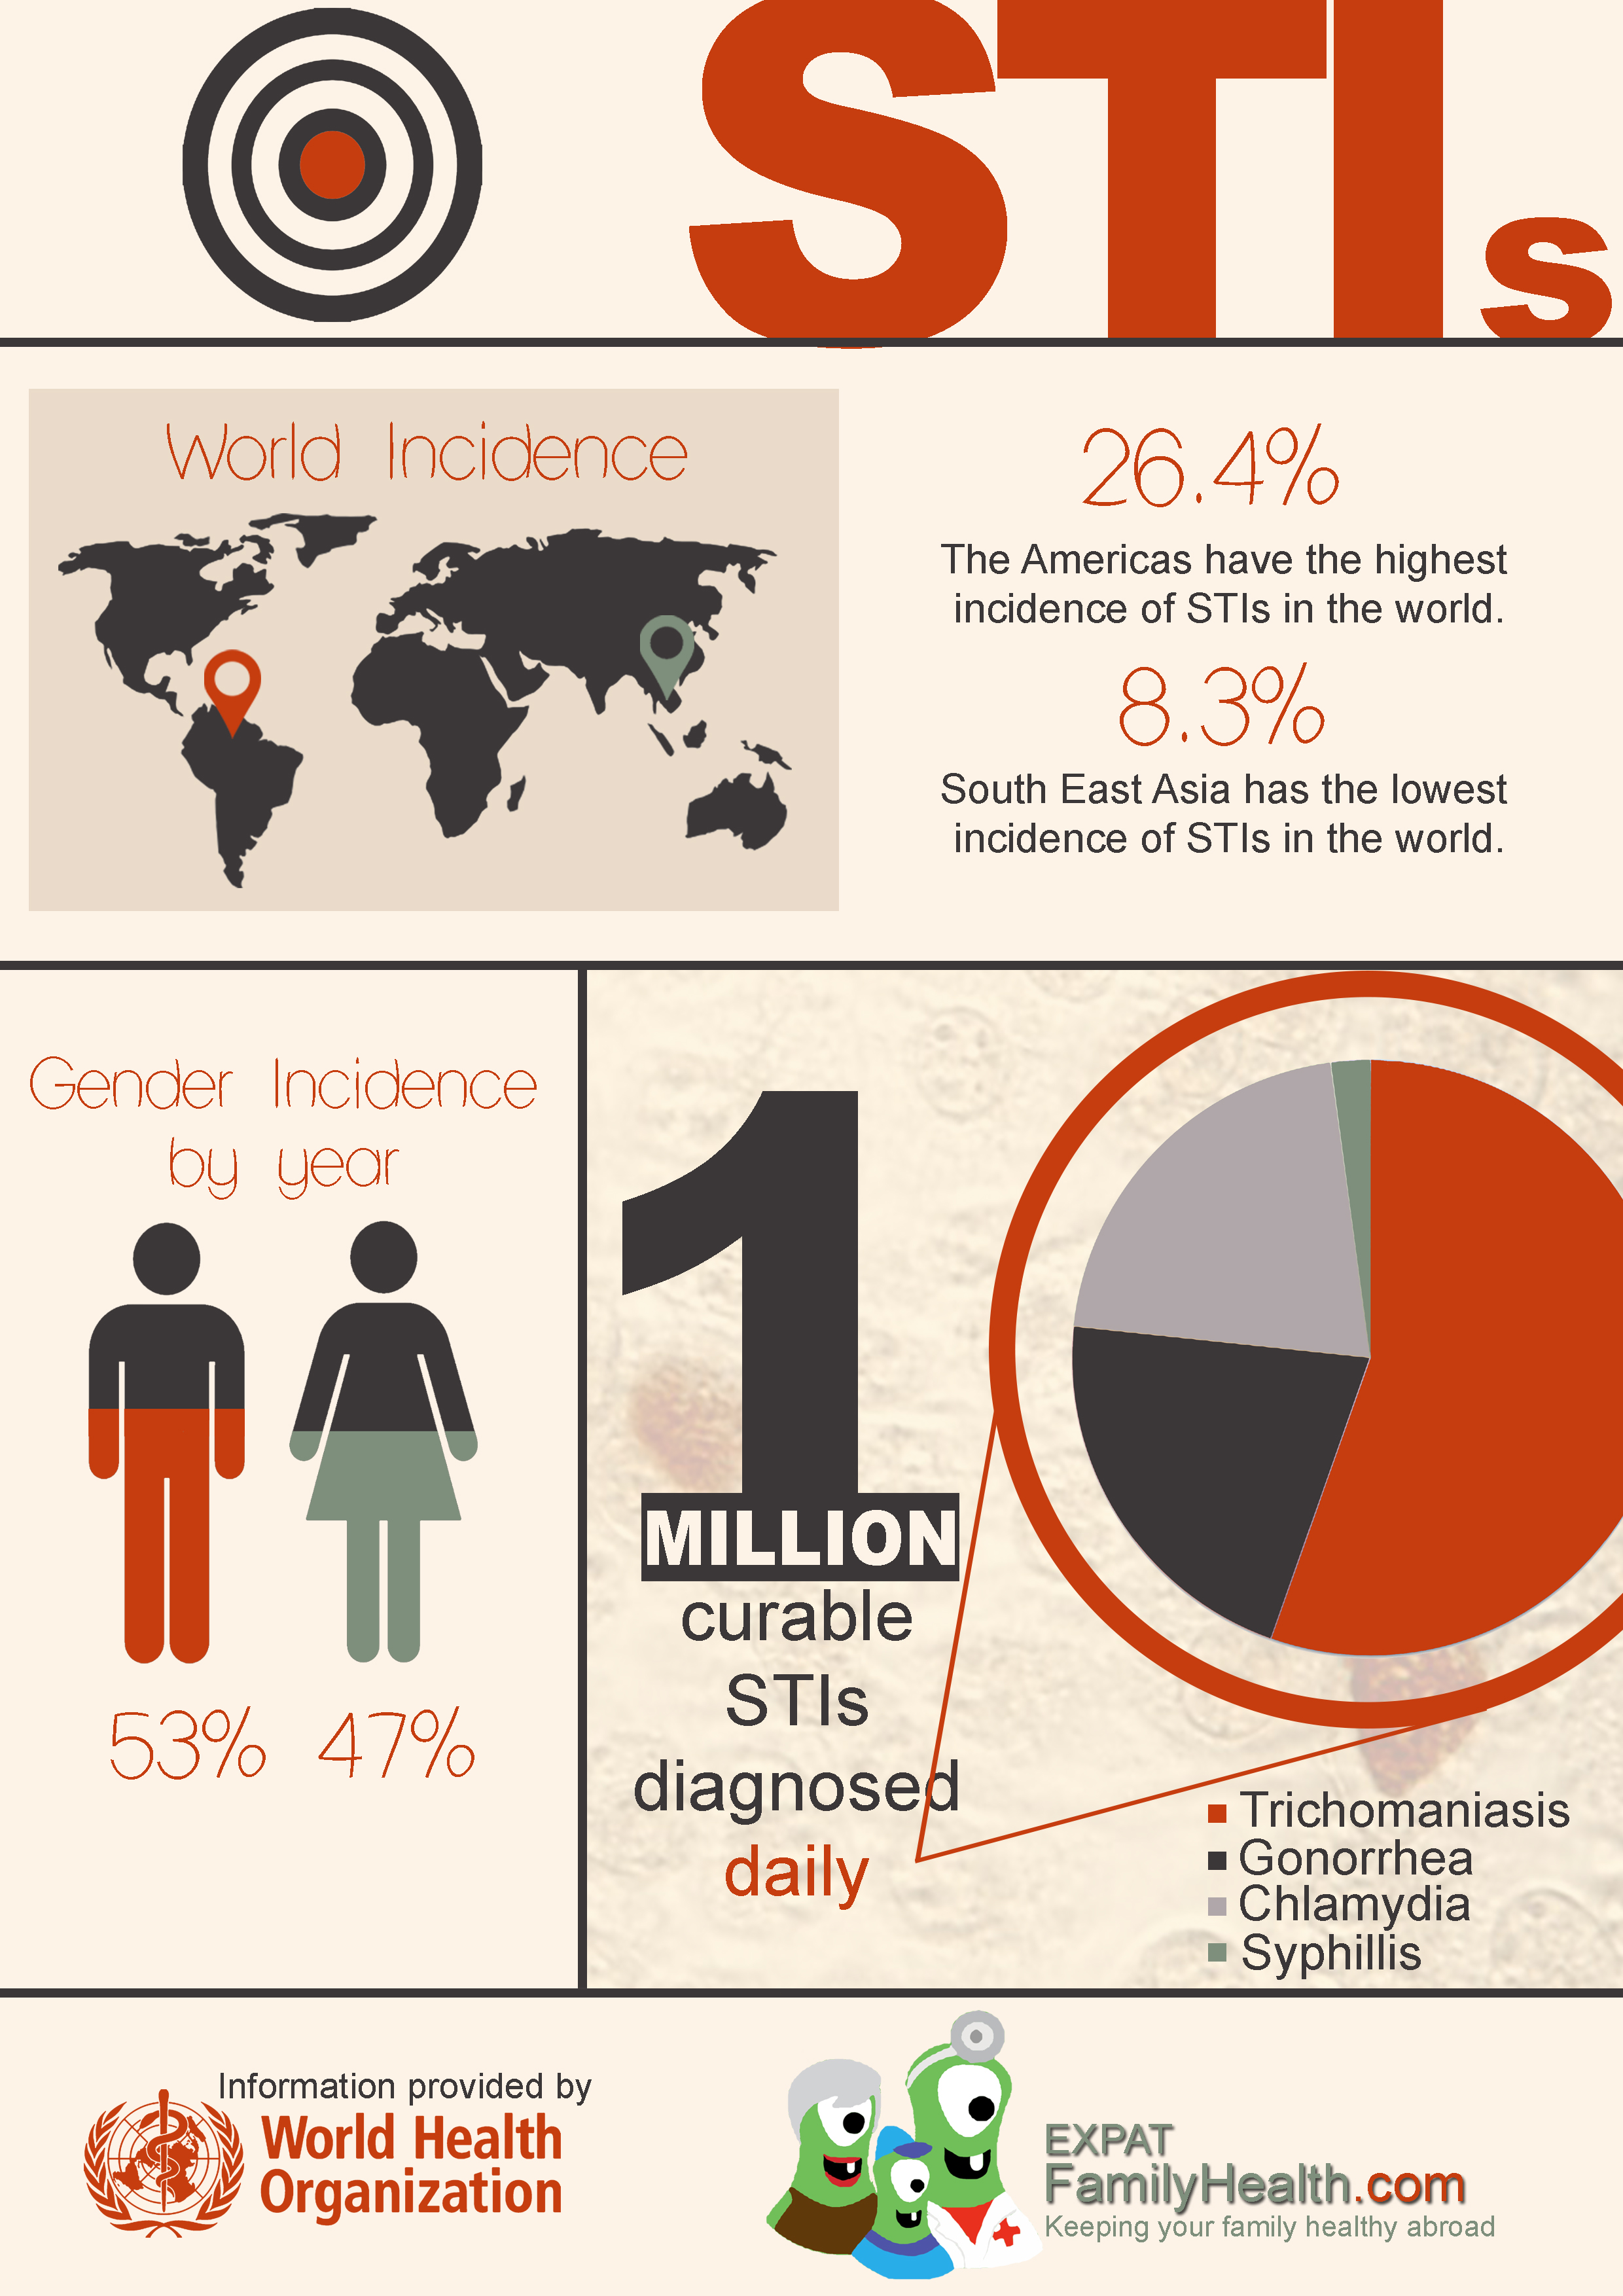 STIs
World Incidence
26.4%
The Americas have the highest
incidence of STIs in the world.
8.3%
South East Asia has the lowest
incidence of STIs in the world.
Gender Incidence
by year
53% 47%
1
MILLION
curable
STIs
diagnosed
daily
Trichomaniasis
Gonorrhea
Chlamydia
Syphillis
Information provided by
World Health
Organization
EXPAT
FamilyHealth.com
Keeping your family healthy abroad